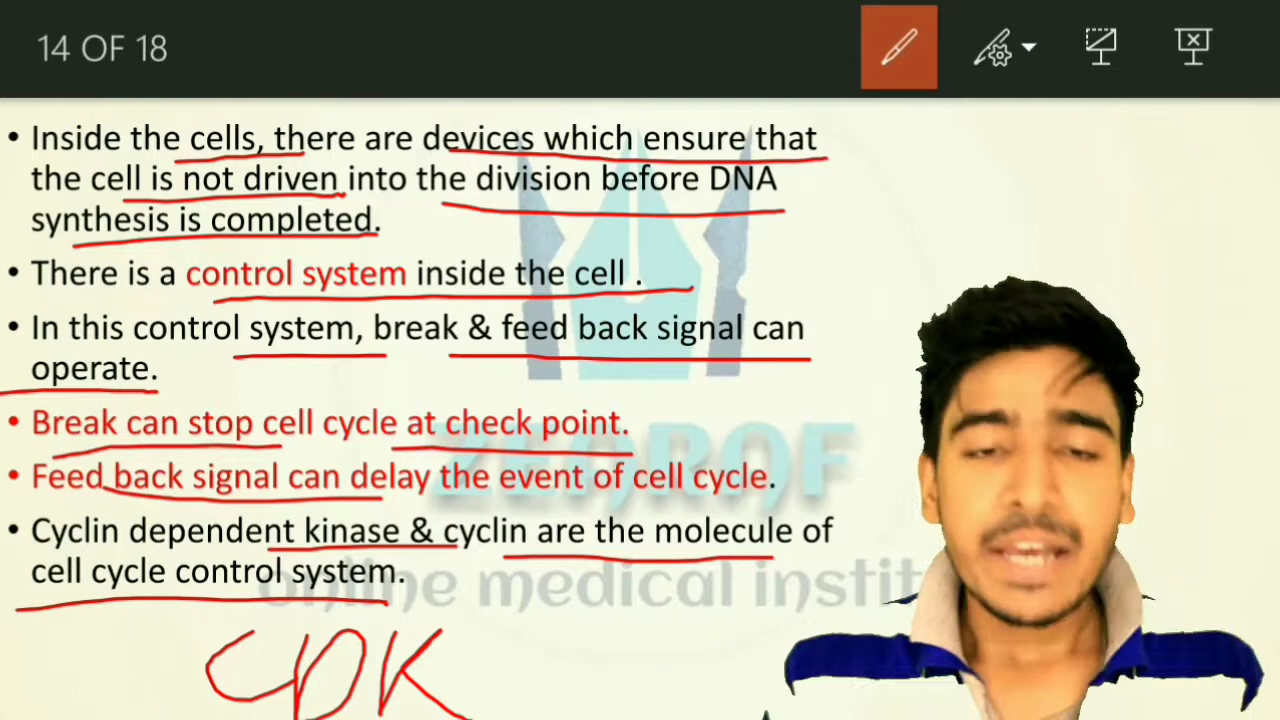 14 OF 18
• Inside the cells, there are devices which ensure that
the cell is not driven into the division before DNA
synthesis is completed.
• There is a control system inside the cell .
• In this control system, break & feed back signal can
operate.
• Break can stop cell cycle at check point.
• Feed back signal can delay the event of cell cycle.
• Cyclin dependent kinase & cyclin are the molecule of
cell cycle control system.
online medical instit
CDK